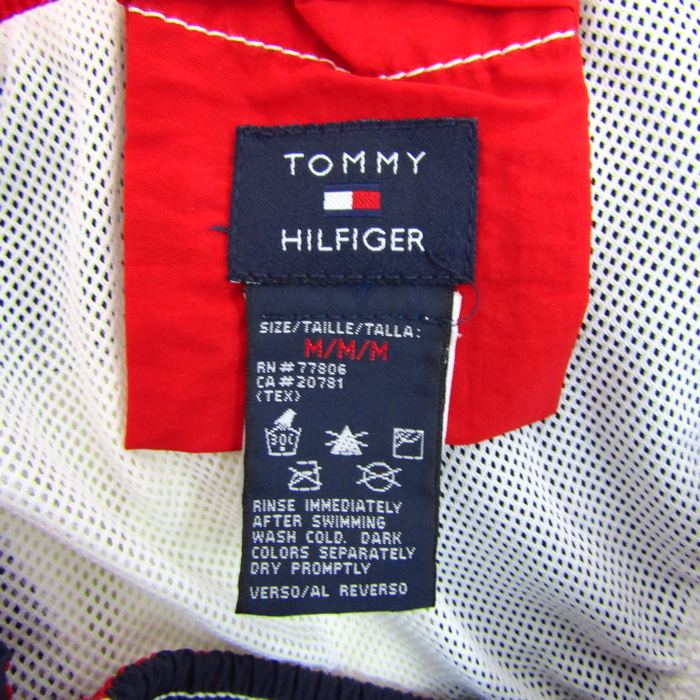 TOMMY
HILFIGER
SIZE/TAILLE/TALLA:
M/M/M
RN#77806
CA#20781
(TEX)
30C
RINSE IMMEDIATELY
AFTER SWIMMING
WASH COLD. DARK
COLORS SEPARATELY
DRY PROMPTLY
VERSO/AL REVERSO